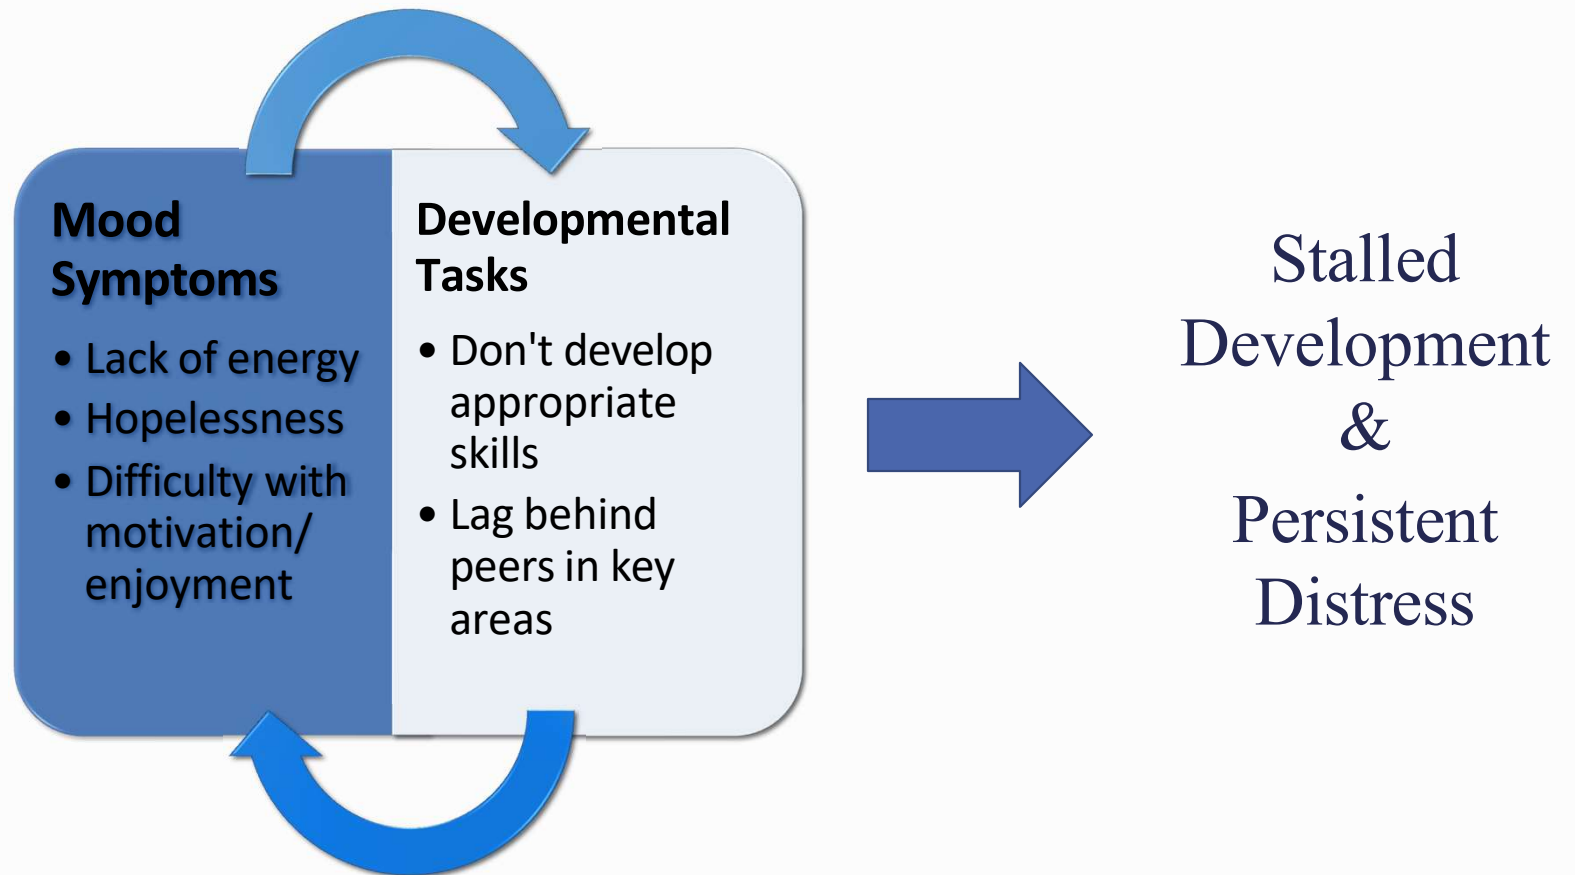 Mood
Symptoms
• Lack of energy
• Hopelessness
• Difficulty with
motivation/
enjoyment
Developmental
Tasks
• Don't develop
appropriate
skills
• Lag behind
peers in key
areas
Stalled
Development
&
Persistent
Distress